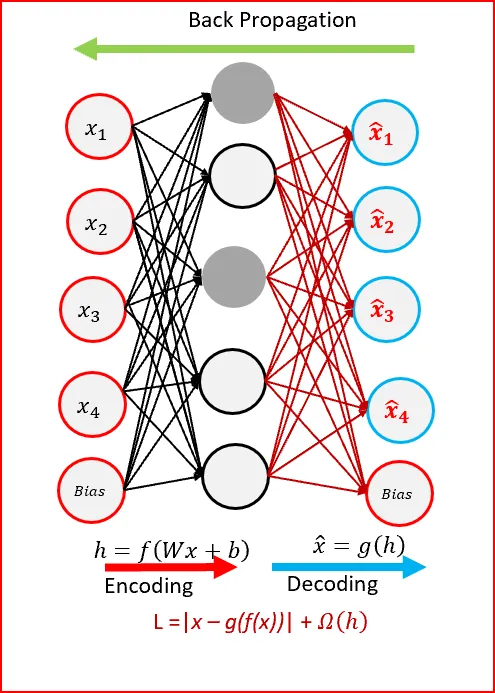 Back Propagation
x₁
x̂₁
x₂
x̂₂
x₃
x̂₃
x₄
x̂₄
Bias
Bias
h = f(Wx + b)
x̂ = g(h)
Encoding
Decoding
L =|x – g(f(x))| + Ω(h)